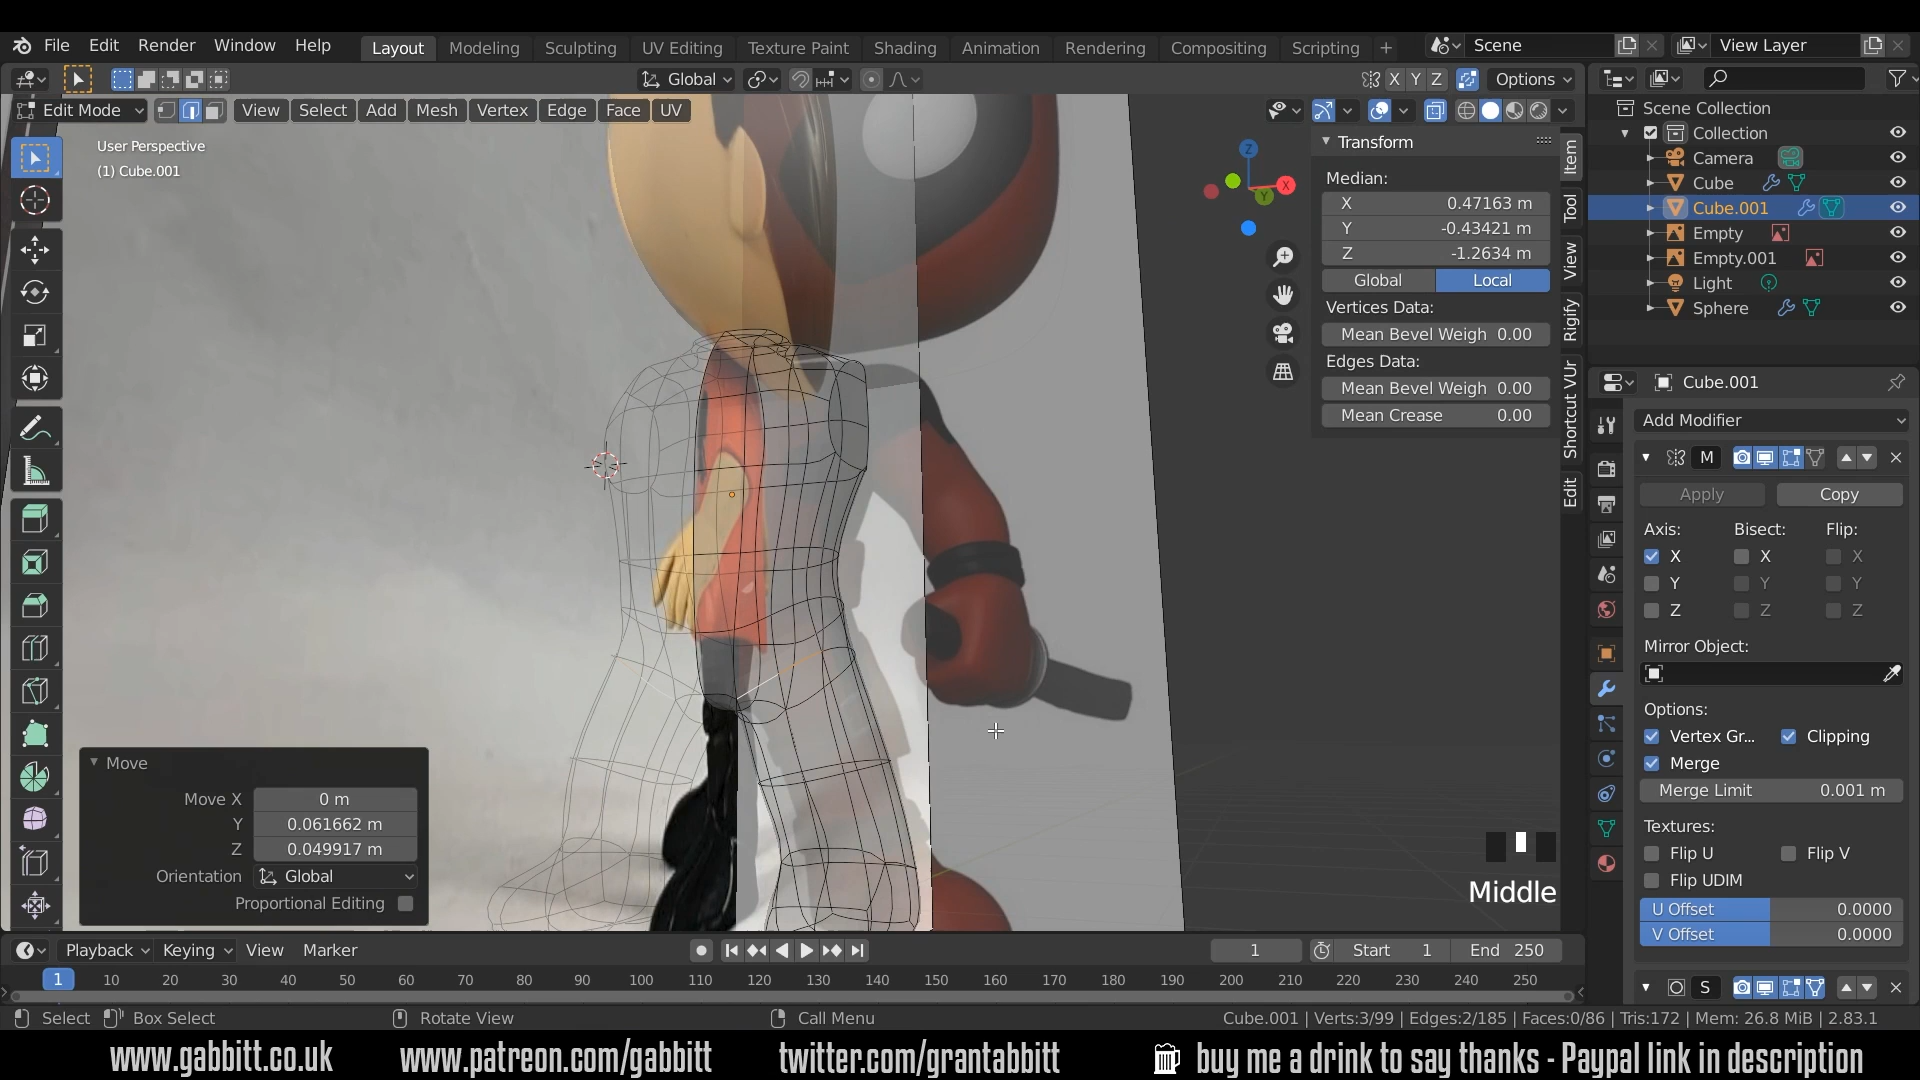 File Edit Render Window Help Layout Modeling Sculpting UV Editing Texture Paint Shading Animation Rendering Compositing Scripting + Scene View Layer
Global X Y Z Options
Edit Mode View Select Add Mesh Vertex Edge Face UV
User Perspective
(1) Cube.001
Z
X
Y
Transform
Median:
X 0.47163 m
Y -0.43421 m
Z -1.2634 m
Global Local
Vertices Data:
Mean Bevel Weigh 0.00
Edges Data:
Mean Bevel Weigh 0.00
Mean Crease 0.00
Item
Tool
View
Rigify
Shortcut VUr
Edit
Scene Collection
Collection
Camera
Cube
Cube.001
Empty
Empty.001
Light
Sphere
Cube.001
Add Modifier
M
Apply Copy
Axis: Bisect: Flip:
X X X
Y Y Y
Z Z Z
Mirror Object:
Options:
Vertex Gr... Clipping
Merge
Merge Limit 0.001 m
Textures:
Flip U Flip V
Flip UDIM
U Offset 0.0000
V Offset 0.0000
S
Move
Move X 0 m
Y 0.061662 m
Z 0.049917 m
Orientation Global
Proportional Editing
Middle
Playback Keying View Marker 1 Start 1 End 250
1 10 20 30 40 50 60 70 80 90 100 110 120 130 140 150 160 170 180 190 200 210 220 230 240 250
Select Box Select Rotate View Call Menu Cube.001 | Verts:3/99 | Edges:2/185 | Faces:0/86 | Tris:172 | Mem: 26.8 MiB | 2.83.1
www.gabbitt.co.uk www.patreon.com/gabbitt twitter.com/grantabbitt buy me a drink to say thanks - Paypal link in description